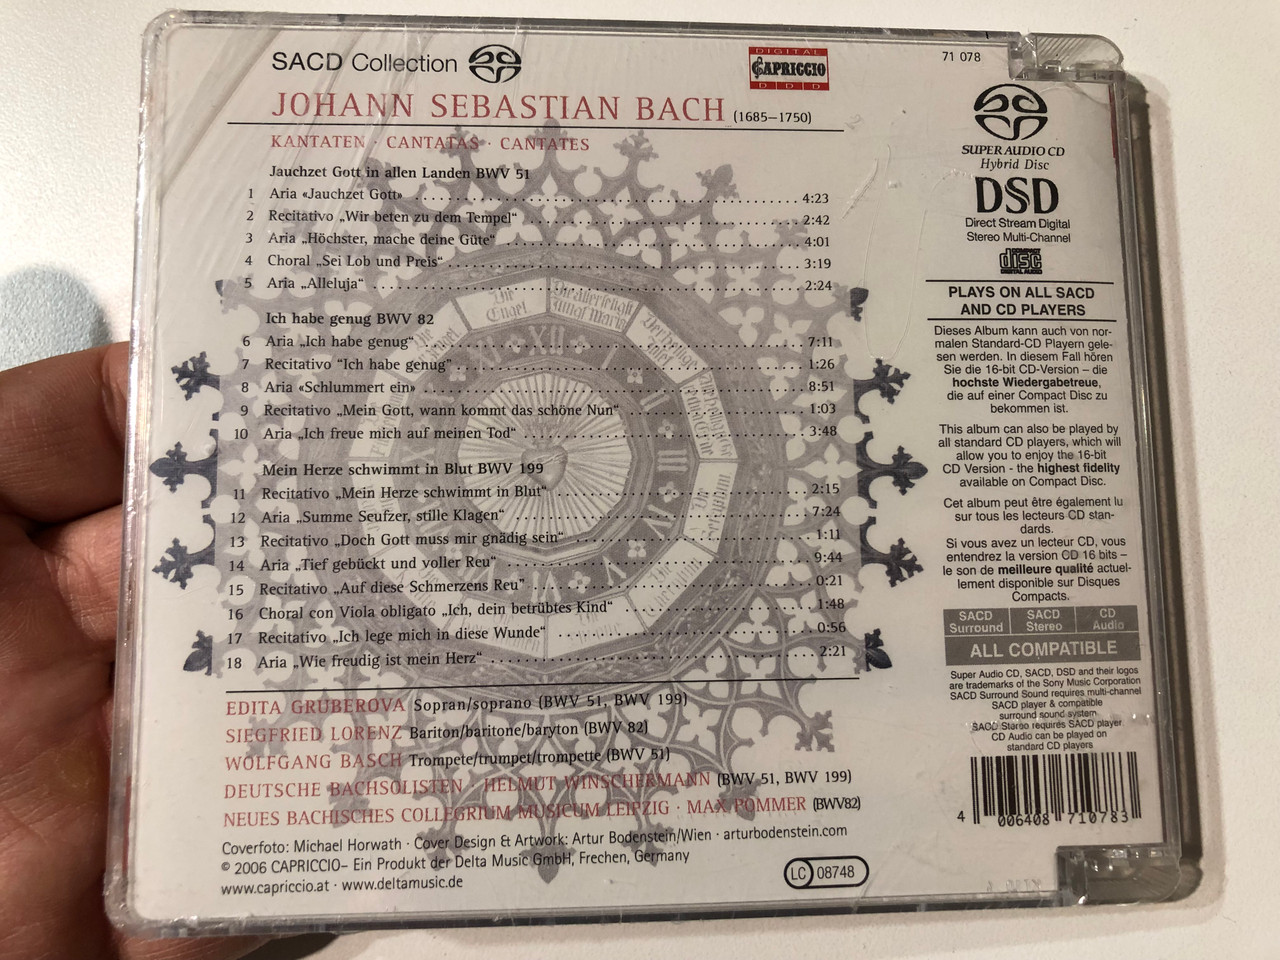 SACD Collection
DIGITAL
CAPRICCIO
DDD
71 078
JOHANN SEBASTIAN BACH (1685–1750)
KANTATEN · CANTATAS · CANTATES
Jauchzet Gott in allen Landen BWV 51
1 Aria «Jauchzet Gott» 4:23
2 Recitativo „Wir beten zu dem Tempel“ 2:42
3 Aria „Höchster, mache deine Güte“ 4:01
4 Choral „Sei Lob und Preis“ 3:19
5 Aria „Alleluja“ 2:24
Ich habe genug BWV 82
6 Aria „Ich habe genug“ 7:11
7 Recitativo “Ich habe genug” 1:26
8 Aria «Schlummert ein» 8:51
9 Recitativo „Mein Gott, wann kommt das schöne Nun“ 1:03
10 Aria „Ich freue mich auf meinen Tod“ 3:48
Mein Herze schwimmt in Blut BWV 199
11 Recitativo „Mein Herze schwimmt in Blut“ 2:15
12 Aria „Summe Seufzer, stille Klagen“ 7:24
13 Recitativo „Doch Gott muss mir gnädig sein“ 1:11
14 Aria „Tief gebückt und voller Reu“ 9:44
15 Recitativo „Auf diese Schmerzens Reu“ 0:21
16 Choral con Viola obligato „Ich, dein betrübtes Kind“ 1:48
17 Recitativo „Ich lege mich in diese Wunde“ 0:56
18 Aria „Wie freudig ist mein Herz“ 2:21
EDITA GRUBEROVA Sopran/soprano (BWV 51, BWV 199)
SIEGFRIED LORENZ Bariton/baritone/baryton (BWV 82)
WOLFGANG BASCH Trompete/trumpet/trompette (BWV 51)
DEUTSCHE BACHSOLISTEN · HELMUT WINSCHERMANN (BWV 51, BWV 199)
NEUES BACHISCHES COLLEGRIUM MUSICUM LEIPZIG · MAX POMMER (BWV82)
Coverfoto: Michael Horwath · Cover Design & Artwork: Artur Bodenstein/Wien · arturbodenstein.com
© 2006 CAPRICCIO– Ein Produkt der Delta Music GmbH, Frechen, Germany
www.capriccio.at · www.deltamusic.de
LC 08748
SUPER AUDIO CD
Hybrid Disc
DSD
Direct Stream Digital
Stereo Multi-Channel
COMPACT
disc
DIGITAL AUDIO
PLAYS ON ALL SACD
AND CD PLAYERS
Dieses Album kann auch von nor-
malen Standard-CD Playern gele-
sen werden. In diesem Fall hören
Sie die 16-bit CD-Version – die
hochste Wiedergabetreue,
die auf einer Compact Disc zu
bekommen ist.
This album can also be played by
all standard CD players, which will
allow you to enjoy the 16-bit
CD Version - the highest fidelity
available on Compact Disc.
Cet album peut être également lu
sur tous les lecteurs CD stan-
dards.
Si vous avez un lecteur CD, vous
entendrez la version CD 16 bits –
le son de meilleure qualité actuel-
lement disponible sur Disques
Compacts.
SACD Surround SACD Stereo CD Audio
ALL COMPATIBLE
Super Audio CD, SACD, DSD and their logos
are trademarks of the Sony Music Corporation
SACD Surround Sound requires multi-channel
SACD player & compatible
surround sound system.
SACD Stereo requires SACD player
CD Audio can be played on
standard CD players
4 006408 710783
Die Engel
XII
III